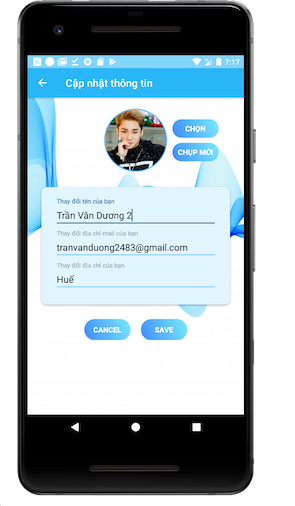 7:17
Cập nhật thông tin
CHỌN
CHỤP MỚI
Thay đổi tên của bạn
Trần Văn Dương 2
Thay đổi địa chỉ mail của bạn
tranvanduong2483@gmail.com
Thay đổi địa chỉ của bạn
Huế
CANCEL
SAVE